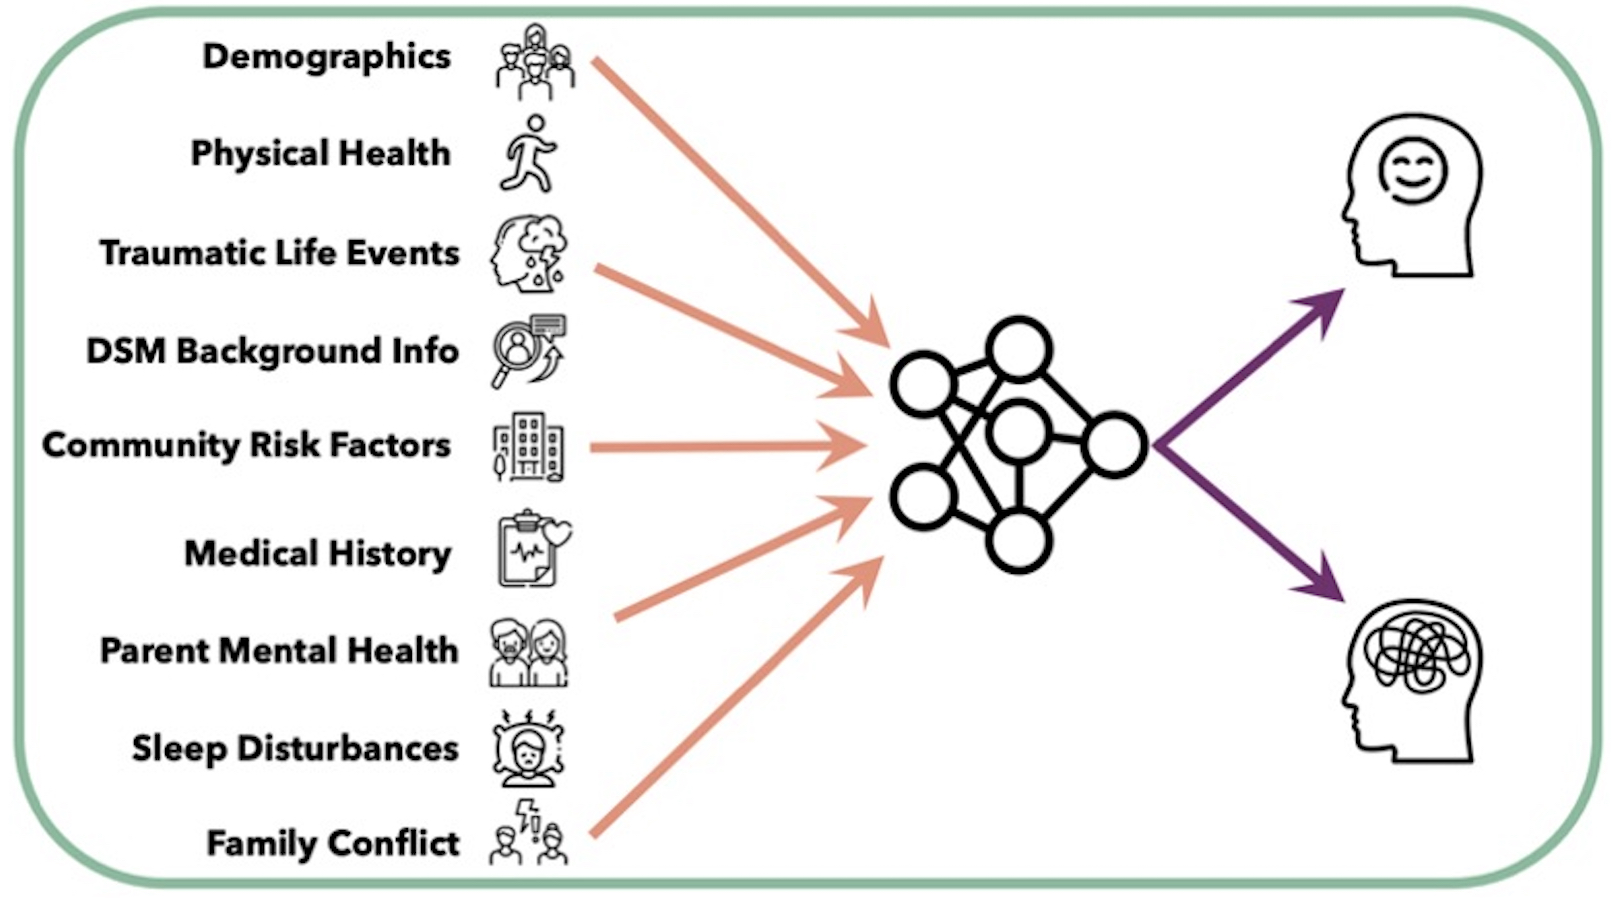 Demographics
Physical Health
Traumatic Life Events
DSM Background Info
Community Risk Factors
Medical History
Parent Mental Health
Sleep Disturbances
Family Conflict